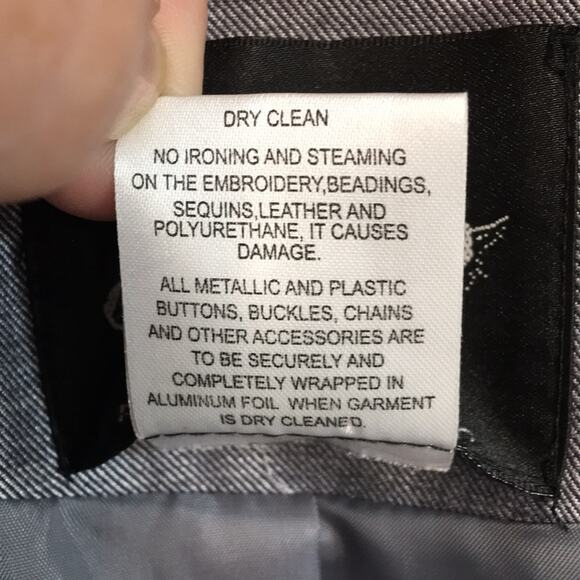 DRY CLEAN
NO IRONING AND STEAMING
ON THE EMBROIDERY,BEADINGS,
SEQUINS,LEATHER AND
POLYURETHANE, IT CAUSES
DAMAGE.
ALL METALLIC AND PLASTIC
BUTTONS, BUCKLES, CHAINS
AND OTHER ACCESSORIES ARE
TO BE SECURELY AND
COMPLETELY WRAPPED IN
ALUMINUM FOIL WHEN GARMENT
IS DRY CLEANED.